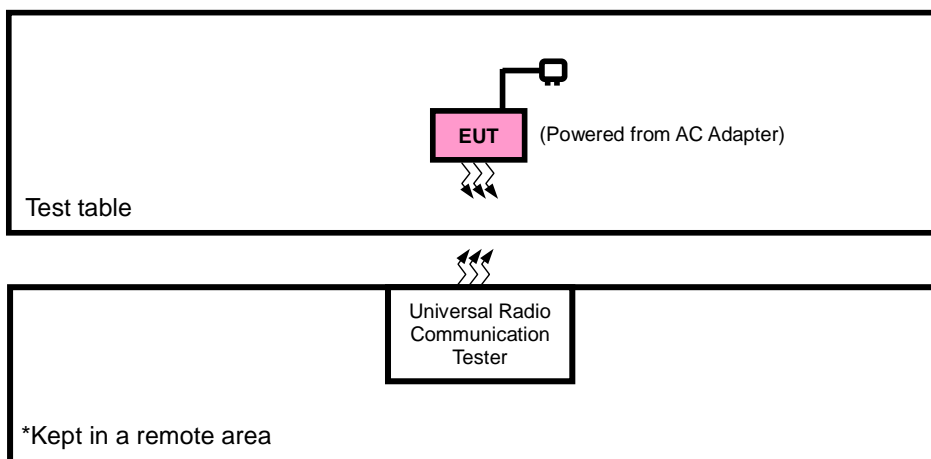 EUT
(Powered from AC Adapter)
Test table
Universal Radio
Communication
Tester
*Kept in a remote area